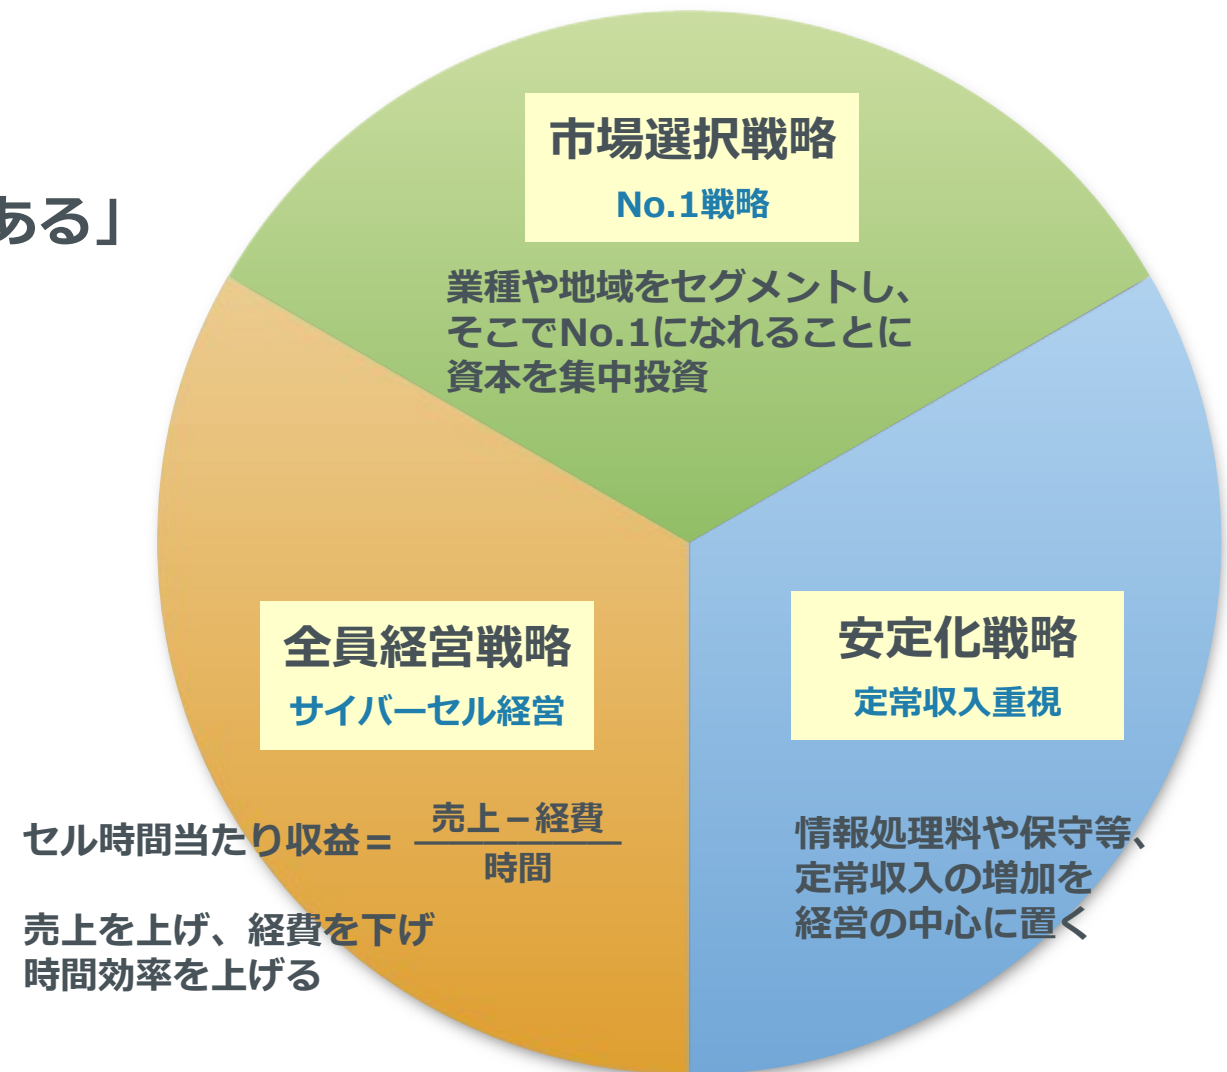 市場選択戦略
No.1戦略
ある」
業種や地域をセグメントし、
そこでNo.1になれることに
資本を集中投資
全員経営戦略
サイバーセル経営
セル時間当たり収益＝ 売上－経費
時間
売上を上げ、経費を下げ
時間効率を上げる
安定化戦略
定常収入重視
情報処理料や保守等、
定常収入の増加を
経営の中心に置く